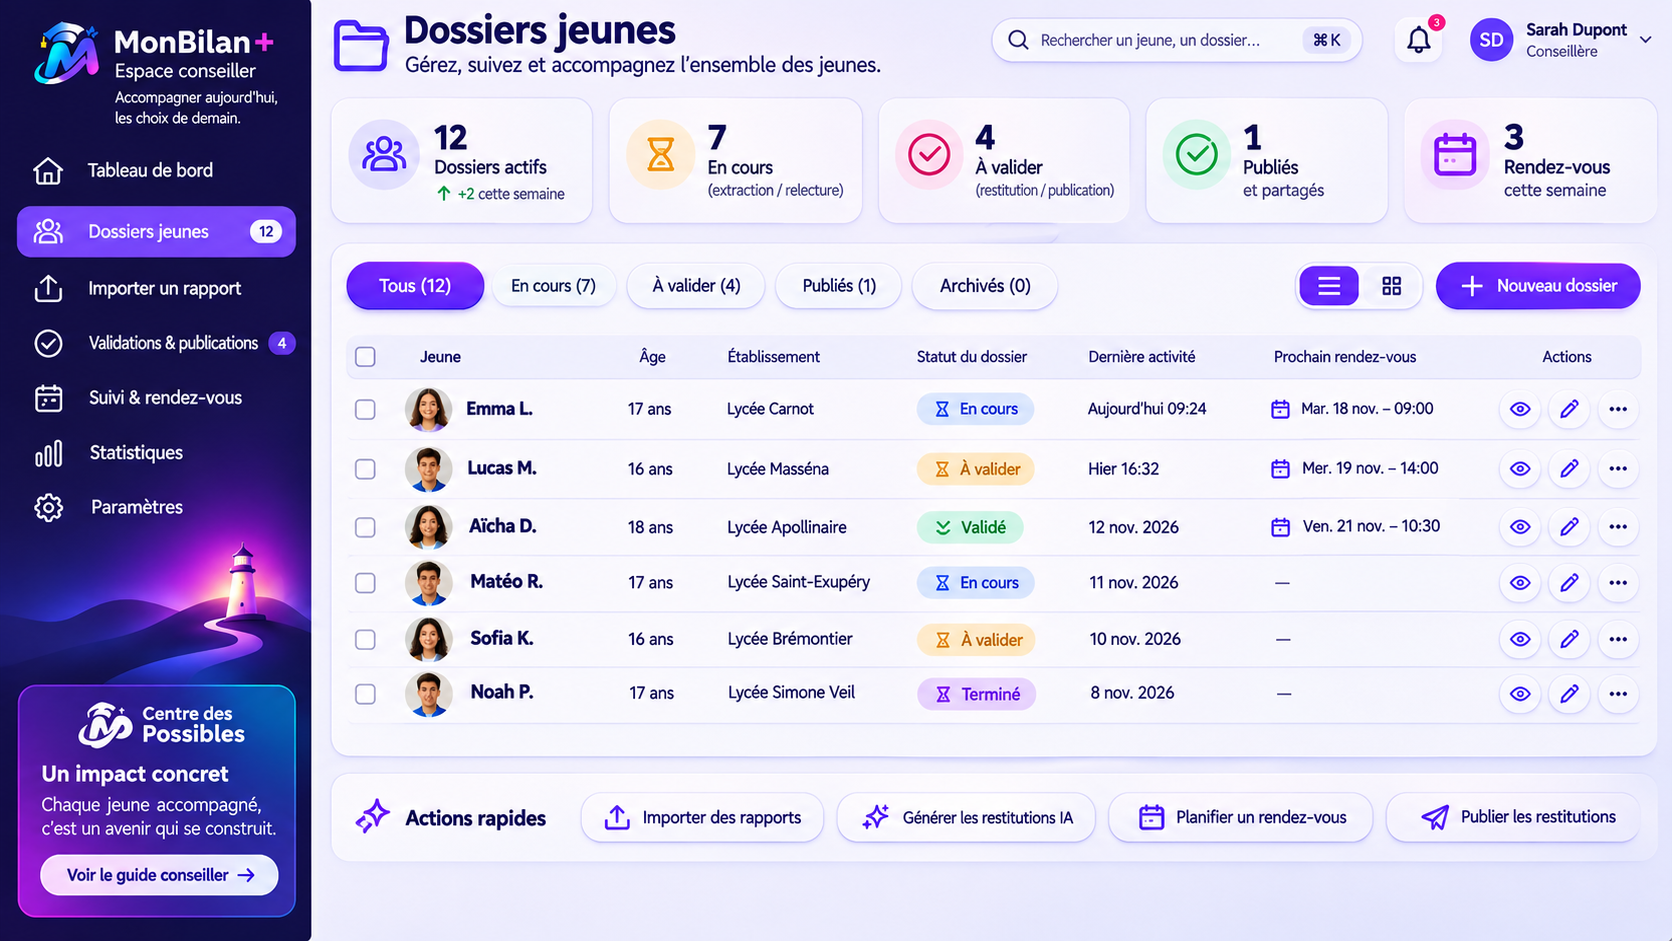 MonBilan+
Espace conseiller
Accompagner aujourd'hui,
les choix de demain.
Tableau de bord
Dossiers jeunes 12
Importer un rapport
Validations & publications 4
Suivi & rendez-vous
Statistiques
Paramètres
Centre des
Possibles
Un impact concret
Chaque jeune accompagné,
c'est un avenir qui se construit.
Voir le guide conseiller →
Dossiers jeunes
Gérez, suivez et accompagnez l'ensemble des jeunes.
Rechercher un jeune, un dossier... ⌘ K
3
SD
Sarah Dupont
Conseillère
12
Dossiers actifs
↑ +2 cette semaine
7
En cours
(extraction / relecture)
4
À valider
(restitution / publication)
1
Publiés
et partagés
3
Rendez-vous
cette semaine
Tous (12) En cours (7) À valider (4) Publiés (1) Archivés (0) + Nouveau dossier
Jeune Âge Établissement Statut du dossier Dernière activité Prochain rendez-vous Actions
Emma L. 17 ans Lycée Carnot En cours Aujourd'hui 09:24 Mar. 18 nov. – 09:00
Lucas M. 16 ans Lycée Masséna À valider Hier 16:32 Mer. 19 nov. – 14:00
Aïcha D. 18 ans Lycée Apollinaire Validé 12 nov. 2026 Ven. 21 nov. – 10:30
Matéo R. 17 ans Lycée Saint-Exupéry En cours 11 nov. 2026 —
Sofia K. 16 ans Lycée Brémontier À valider 10 nov. 2026 —
Noah P. 17 ans Lycée Simone Veil Terminé 8 nov. 2026 —
Actions rapides Importer des rapports Générer les restitutions IA Planifier un rendez-vous Publier les restitutions